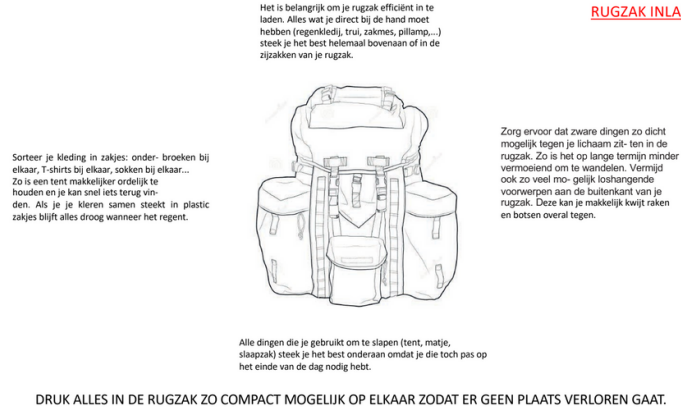 Het is belangrijk om je rugzak efficiënt in te
laden. Alles wat je direct bij de hand moet
hebben (regenkledij, trui, zakmes, pillamp,...)
steek je het best helemaal bovenaan of in de
zijzakken van je rugzak.
RUGZAK INLA
Sorteer je kleding in zakjes: onder- broeken bij
elkaar, T-shirts bij elkaar, sokken bij elkaar...
Zo is een tent makkelijker ordelijk te
houden en je kan snel iets terug vin-
den. Als je je kleren samen steekt in plastic
zakjes blijft alles droog wanneer het regent.
Zorg ervoor dat zware dingen zo dicht
mogelijk tegen je lichaam zit- ten in de
rugzak. Zo is het op lange termijn minder
vermoeiend om te wandelen. Vermijd
ook zo veel mo- gelijk loshangende
voorwerpen aan de buitenkant van je
rugzak. Deze kan je makkelijk kwijt raken
en botsen overal tegen.
Alle dingen die je gebruikt om te slapen (tent, matje,
slaapzak) steek je het best onderaan omdat je die toch pas op
het einde van de dag nodig hebt.
DRUK ALLES IN DE RUGZAK ZO COMPACT MOGELIJK OP ELKAAR ZODAT ER GEEN PLAATS VERLOREN GAAT.